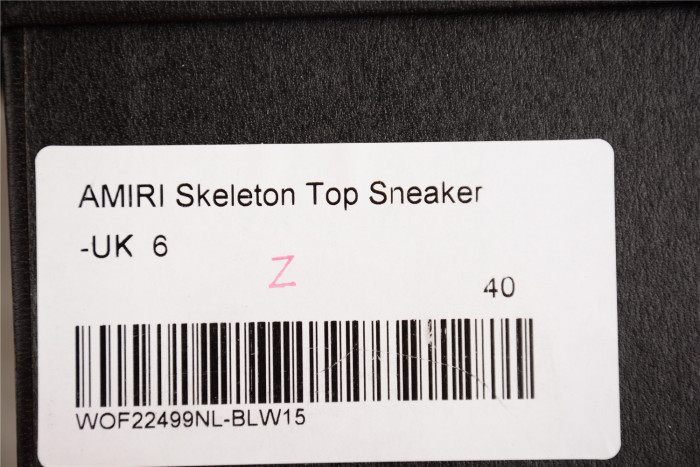 AMIRI Skeleton Top Sneaker
-UK 6
Z
40
WOF22499NL-BLW15